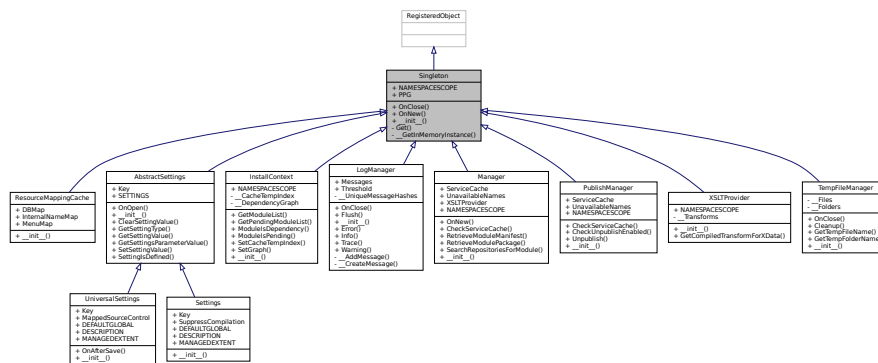 RegisteredObject
Singleton
+ NAMESPACESCOPE
+ PPG
+ OnClose()
+ OnNew()
+ __init__()
- Get()
- __GetInMemoryInstance()
ResourceMappingCache
+ DBMap
+ InternalNameMap
+ MenuMap
+ __init__()
AbstractSettings
+ Key
+ SETTINGS
+ OnOpen()
+ __init__()
+ ClearSettingValue()
+ GetSettingType()
+ GetSettingValue()
+ GetSettings()
+ GetSettingsParameterValue()
+ SetSettingValue()
+ SettingIsDefined()
InstallContext
+ NAMESPACESCOPE
- __CacheTempIndex
- __DependencyGraph
+ GetModuleList()
+ GetPendingModuleList()
+ ModuleIsDependency()
+ ModuleIsPending()
+ SetCacheTempIndex()
+ SetGraph()
+ __init__()
LogManager
+ Messages
+ Threshold
- __UniqueMessageHashes
+ OnClose()
+ Flush()
+ __init__()
+ Error()
+ Info()
+ Trace()
+ Warning()
- __AddMessage()
- __CreateMessage()
Manager
+ ServiceCache
+ UnavailableNames
+ XSLTProvider
+ NAMESPACESCOPE
+ OnNew()
+ CheckServiceCache()
+ RetrieveModuleManifest()
+ RetrieveModulePackage()
+ SearchRepositoriesForModule()
+ __init__()
PublishManager
+ ServiceCache
+ UnavailableNames
+ NAMESPACESCOPE
+ CheckServiceCache()
+ CheckUnpublishEnabled()
+ Unpublish()
+ __init__()
XSLTProvider
+ NAMESPACESCOPE
- __Transforms
+ __init__()
+ GetCompiledTransformForXData()
TempFileManager
- __Files
- __Folders
+ OnClose()
+ Cleanup()
+ GetTempFileName()
+ GetTempFolderName()
+ __init__()
UniversalSettings
+ Key
+ MappedSourceControl
+ DEFAULTGLOBAL
+ DESCRIPTION
+ MANAGEDEXTENT
+ OnAfterSave()
+ __init__()
Settings
+ Key
+ SuppressCompilation
+ DEFAULTGLOBAL
+ DESCRIPTION
+ MANAGEDEXTENT
+ __init__()